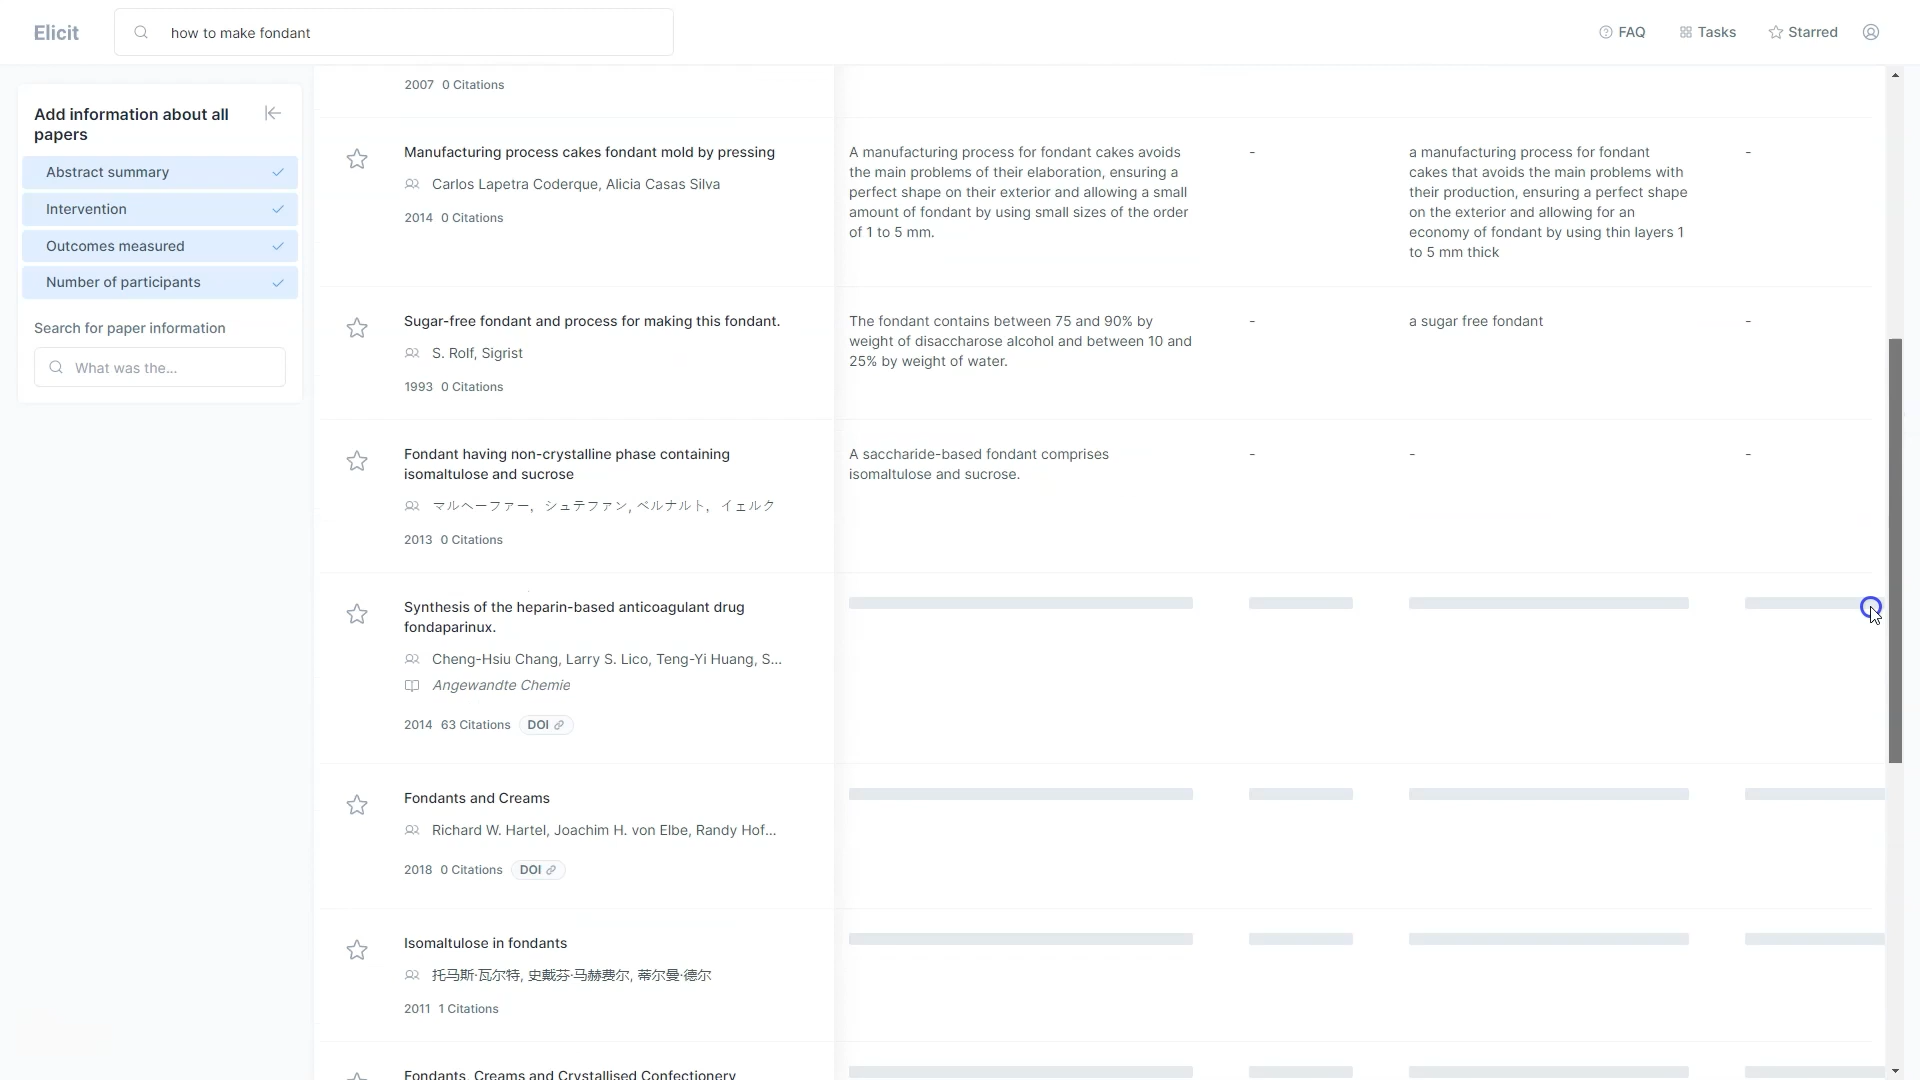 Elicit
how to make fondant
FAQ
Tasks
Starred
Add information about all
papers
Abstract summary
Intervention
Outcomes measured
Number of participants
Search for paper information
What was the...
2007 0 Citations
Manufacturing process cakes fondant mold by pressing
Carlos Lapetra Coderque, Alicia Casas Silva
2014 0 Citations
A manufacturing process for fondant cakes avoids
the main problems of their elaboration, ensuring a
perfect shape on their exterior and allowing a small
amount of fondant by using small sizes of the order
of 1 to 5 mm.
-
a manufacturing process for fondant
cakes that avoids the main problems with
their production, ensuring a perfect shape
on the exterior and allowing for an
economy of fondant by using thin layers 1
to 5 mm thick
-
Sugar-free fondant and process for making this fondant.
S. Rolf, Sigrist
1993 0 Citations
The fondant contains between 75 and 90% by
weight of disaccharose alcohol and between 10 and
25% by weight of water.
-
a sugar free fondant
-
Fondant having non-crystalline phase containing
isomaltulose and sucrose
マルヘーファー, シュテファン, ベルナルト, イェルク
2013 0 Citations
A saccharide-based fondant comprises
isomaltulose and sucrose.
-
-
-
Synthesis of the heparin-based anticoagulant drug
fondaparinux.
Cheng-Hsiu Chang, Larry S. Lico, Teng-Yi Huang, S...
Angewandte Chemie
2014 63 Citations DOI
Fondants and Creams
Richard W. Hartel, Joachim H. von Elbe, Randy Hof...
2018 0 Citations DOI
Isomaltulose in fondants
托马斯·瓦尔特, 史戴芬·马赫费尔, 蒂尔曼·德尔
2011 1 Citations
Fondants, Creams and Crystallised Confectionery